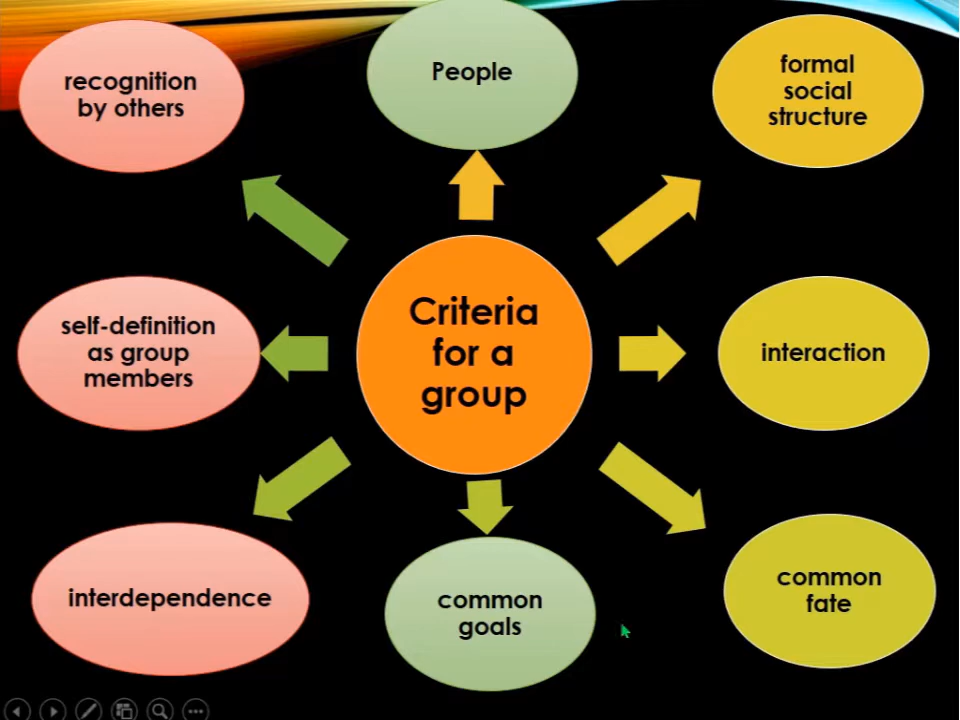 People
recognition
by others
formal
social
structure
Criteria
for a
group
self-definition
as group
members
interaction
interdependence
common
goals
common
fate